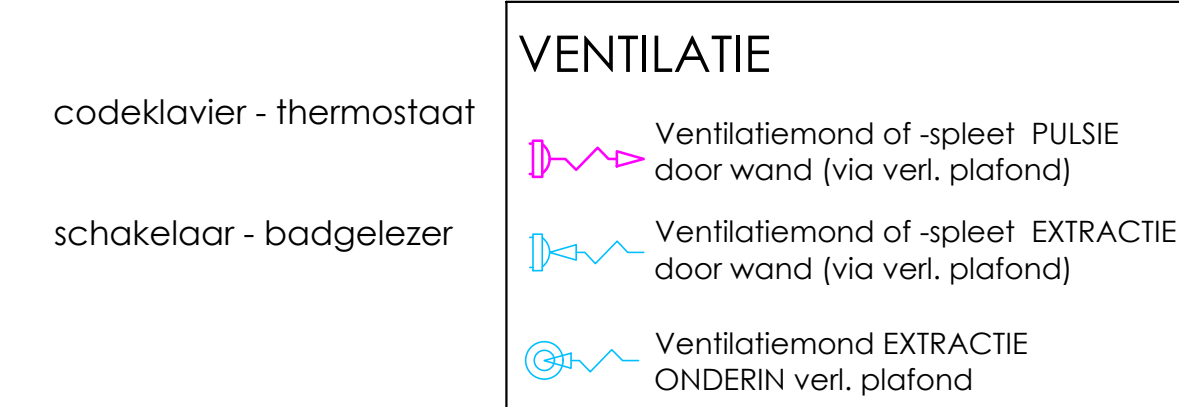 codeklavier - thermostaat
schakelaar - badgelezer
VENTILATIE
Ventilatiemond of -spleet PULSIE
door wand (via verl. plafond)
Ventilatiemond of -spleet EXTRACTIE
door wand (via verl. plafond)
Ventilatiemond EXTRACTIE
ONDERIN verl. plafond